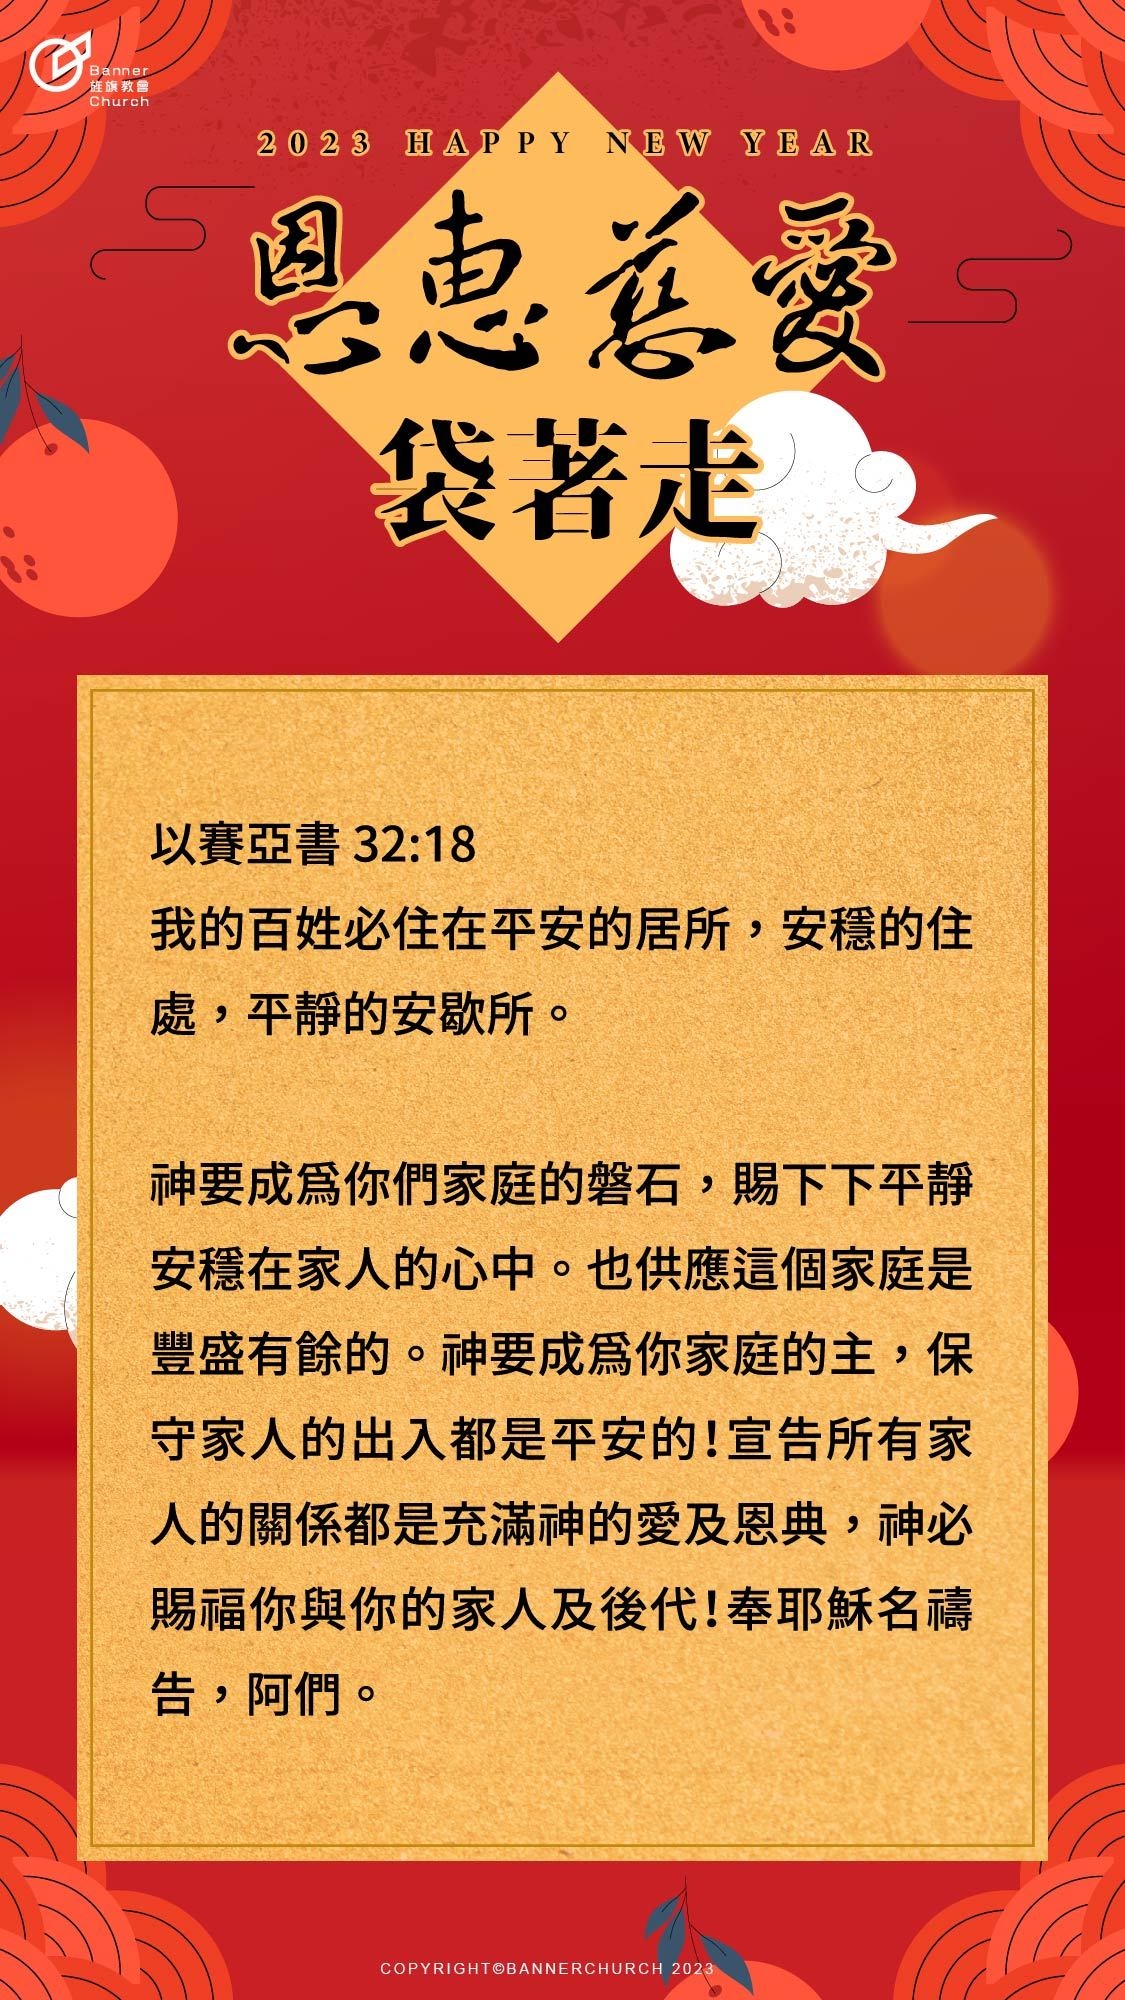 Banner
旌旗教會
Church
2023 HAPPY NEW YEAR
恩惠慈愛
袋著走
以賽亞書 32:18
我的百姓必住在平安的居所，安穩的住
處，平靜的安歇所。
神要成爲你們家庭的磐石，賜下下平靜
安穩在家人的心中。也供應這個家庭是
豐盛有餘的。神要成爲你家庭的主，保
守家人的出入都是平安的！宣告所有家
人的關係都是充滿神的愛及恩典，神必
賜福你與你的家人及後代！奉耶穌名禱
告，阿們。
COPYRIGHT©BANNERCHURCH 2023